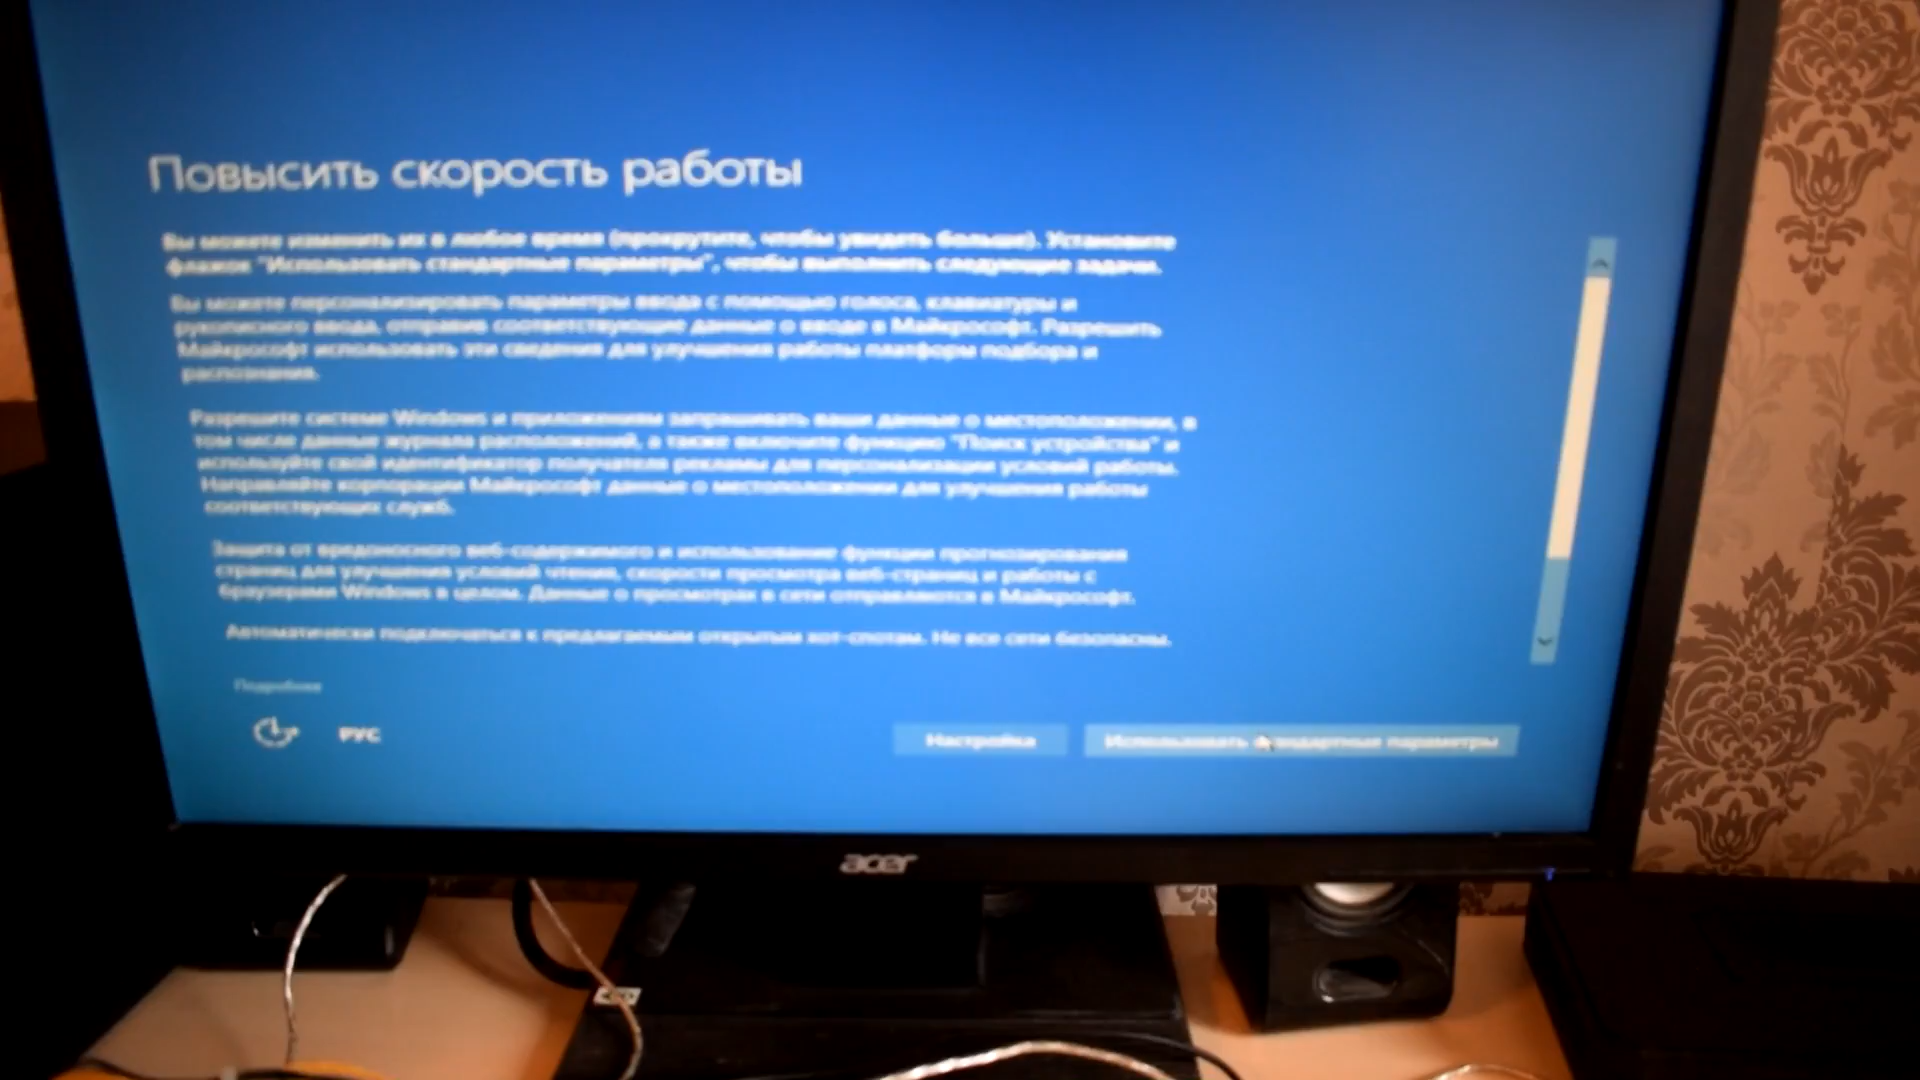 Повысить скорость работы
Вы можете изменить их в любое время (прокрутите, чтобы увидеть больше). Установите
флажок "Использовать стандартные параметры", чтобы выполнить следующие задачи.
Вы можете персонализировать параметры ввода с помощью голоса, клавиатуры и
рукописного ввода, отправив соответствующие данные о вводе в Майкрософт. Разрешить
Майкрософт использовать эти сведения для улучшения работы платформ подбора и
распознания.
Разрешите системе Windows и приложениям запрашивать ваши данные о местоположении, в
том числе данные журнала расположений, а также включите функцию "Поиск устройства" и
используйте свой идентификатор получателя рекламы для персонализации условий работы.
Направляйте корпорации Майкрософт данные о местоположении для улучшения работы
соответствующих служб.
Защита от вредоносного веб-содержимого и использование функции прогнозирования
страниц для улучшения условий чтения, скорости просмотра веб-страниц и работы с
браузерами Windows в целом. Данные о просмотрах в сети отправляются в Майкрософт.
Автоматически подключаться к предлагаемым открытым хот-спотам. Не все сети безопасны.
Подробнее
РУС
Настройка
Использовать стандартные параметры
acer